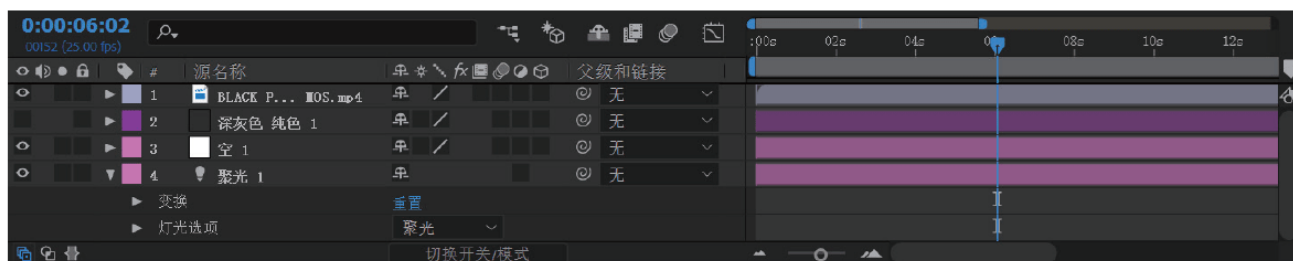 0:00:06:02
00152 (25.00 fps)
:00s 02s 04s 06s 08s 10s 12s
# 源名称 fx 父级和链接
1 BLACK P... MOS.mp4 无
2 深灰色 纯色 1 无
3 空 1 无
4 聚光 1 无
变换 重置
灯光选项 聚光
切换开关/模式